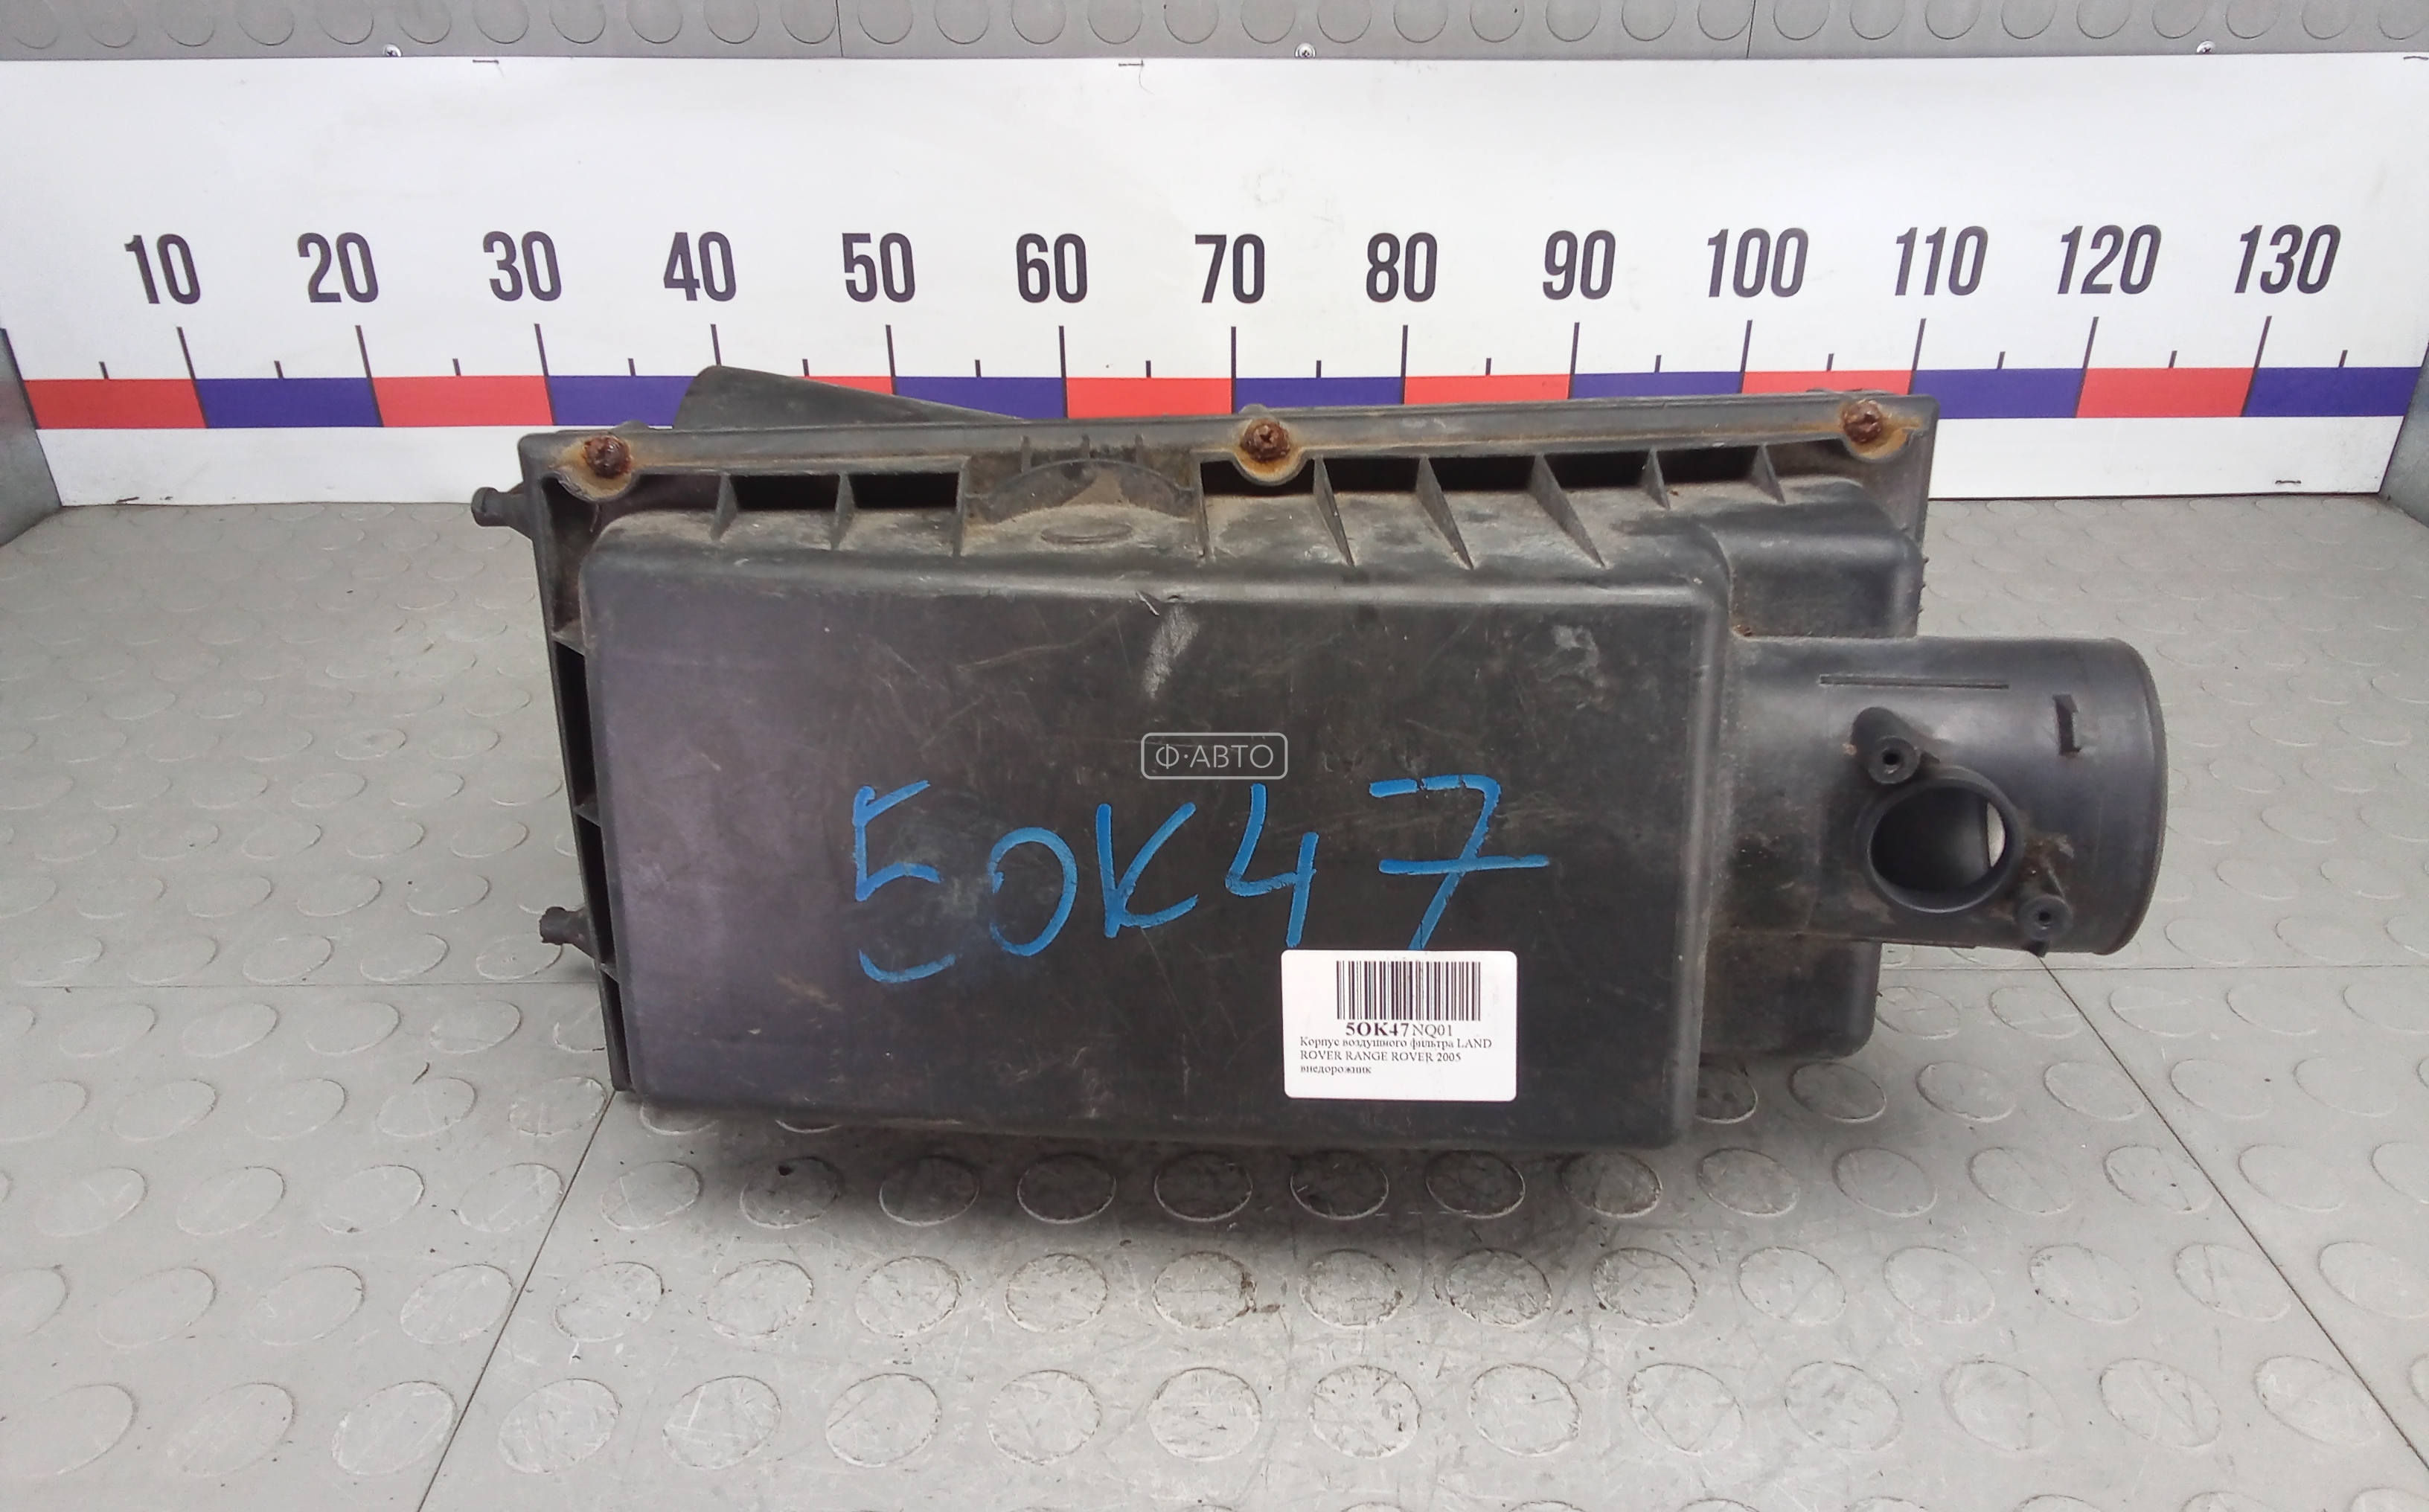 10 20 30 40 50 60 70 80 90 100 110 120 130
Ф·АВТО
5OK47
5OK47NQ01
Корпус воздушного фильтра LAND
ROVER RANGE ROVER 2005
внедорожник